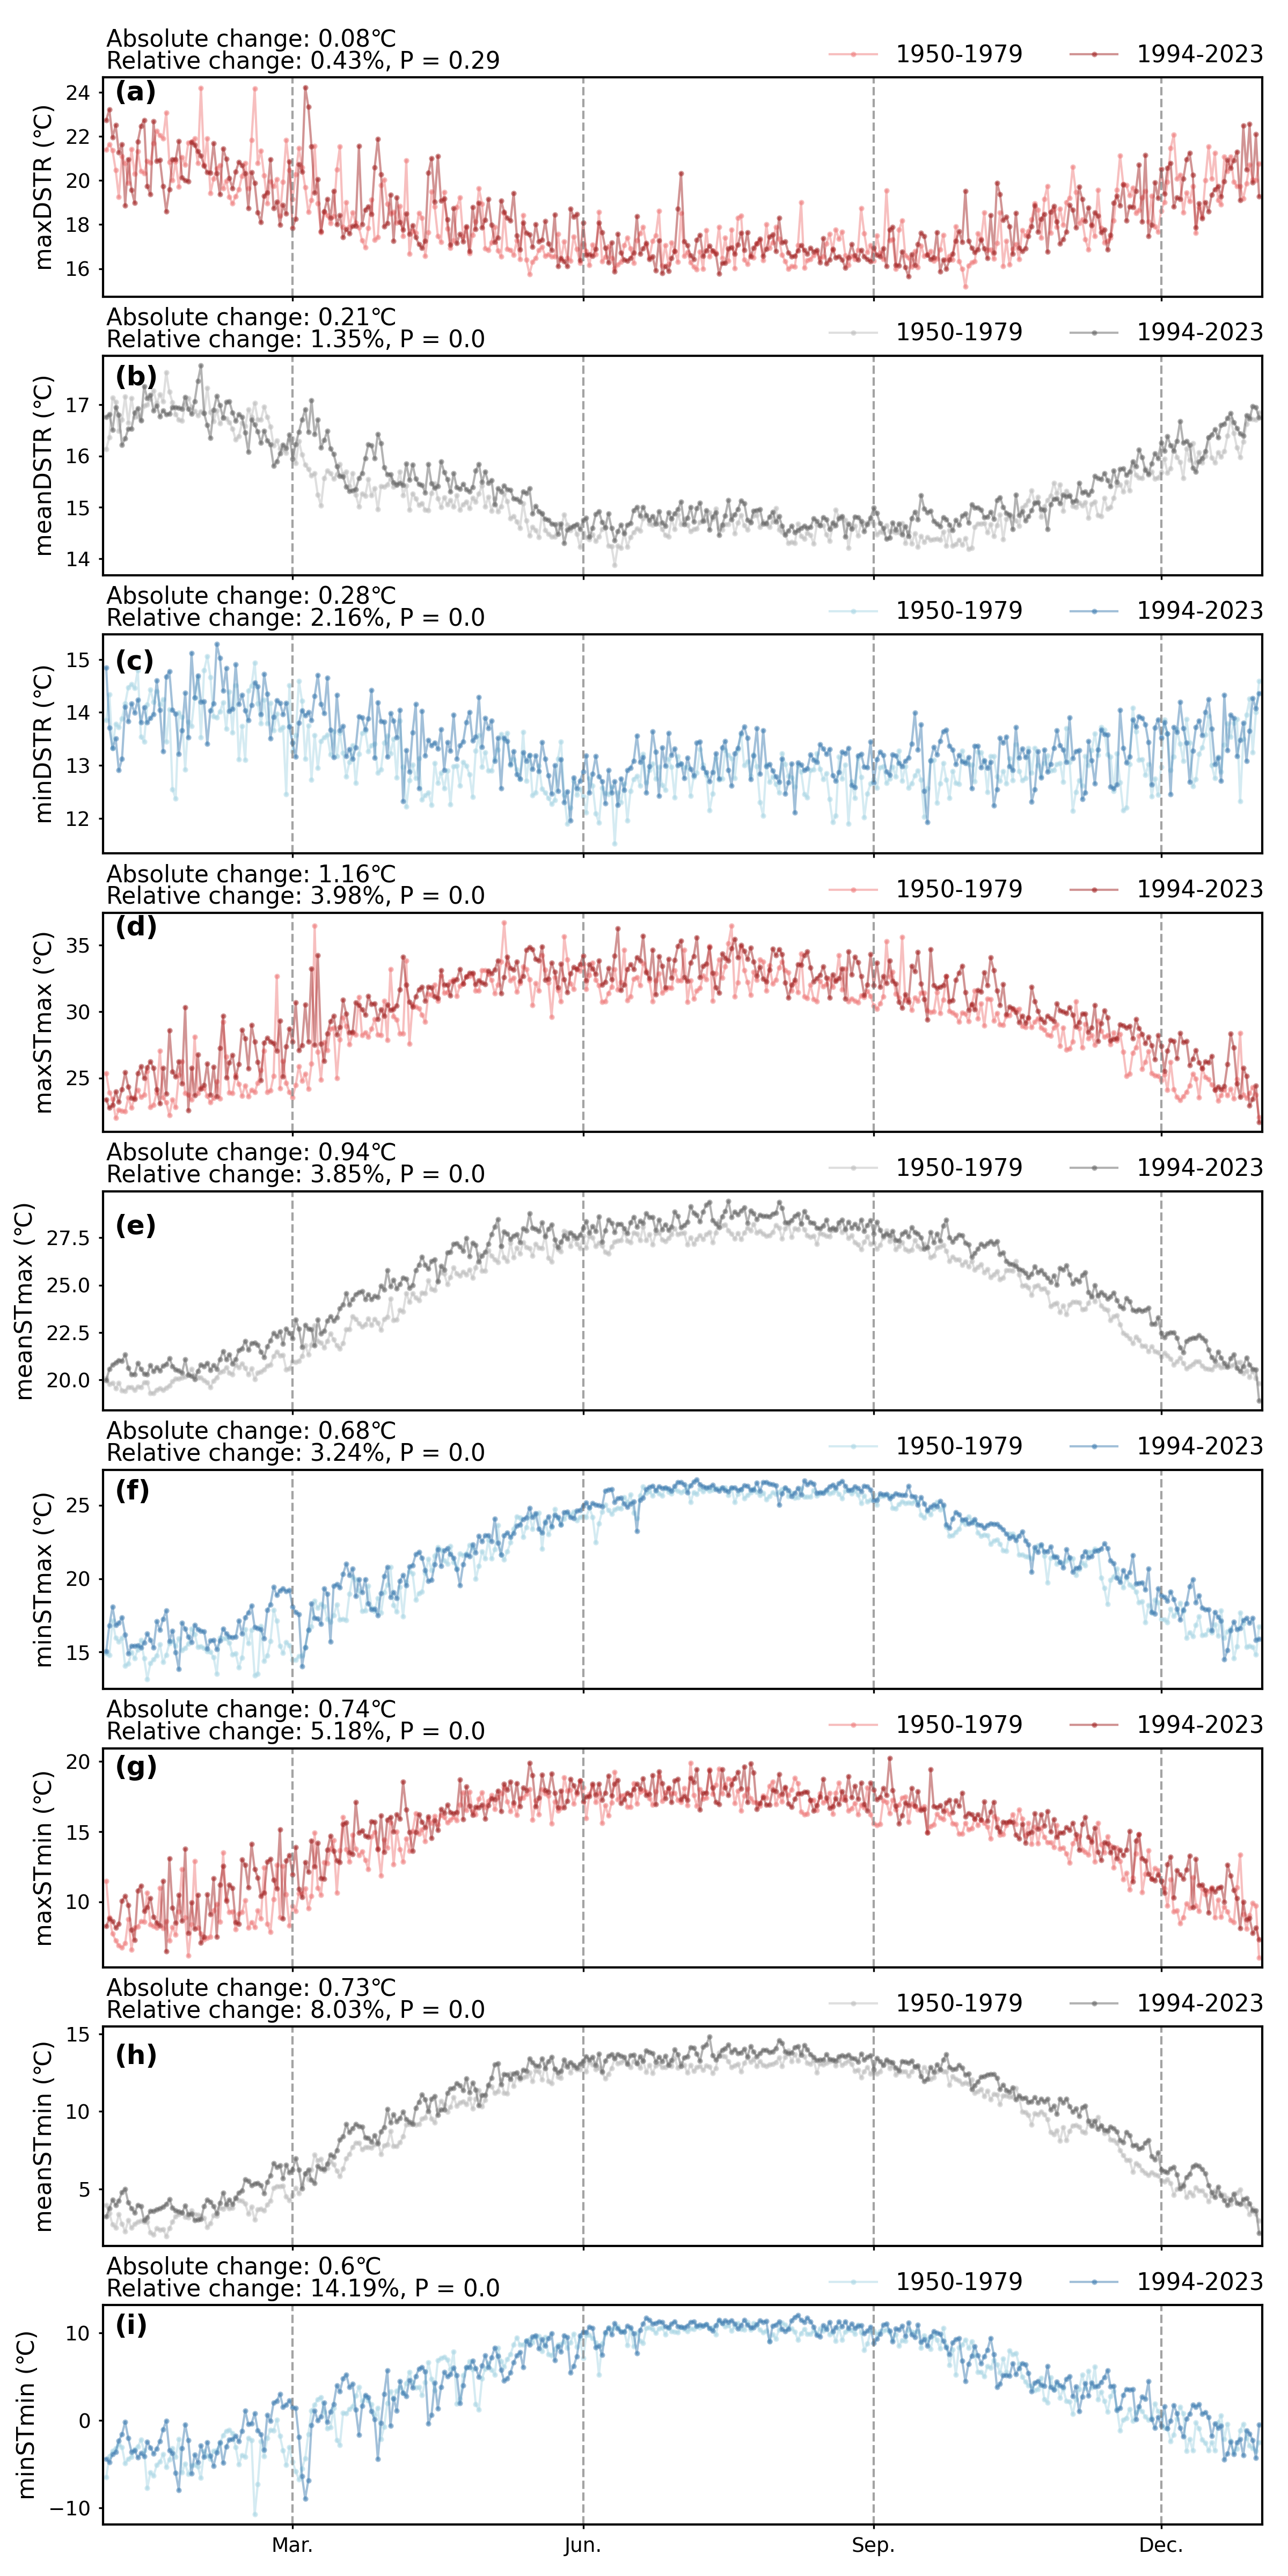 Absolute change: 0.08℃
Relative change: 0.43%, P = 0.29
1950-1979 1994-2023
(a)
maxDSTR (℃)
24
22
20
18
16
Absolute change: 0.21℃
Relative change: 1.35%, P = 0.0
1950-1979 1994-2023
(b)
meanDSTR (℃)
17
16
15
14
Absolute change: 0.28℃
Relative change: 2.16%, P = 0.0
1950-1979 1994-2023
(c)
minDSTR (℃)
15
14
13
12
Absolute change: 1.16℃
Relative change: 3.98%, P = 0.0
1950-1979 1994-2023
(d)
maxSTmax (℃)
35
30
25
Absolute change: 0.94℃
Relative change: 3.85%, P = 0.0
1950-1979 1994-2023
(e)
meanSTmax (℃)
27.5
25.0
22.5
20.0
Absolute change: 0.68℃
Relative change: 3.24%, P = 0.0
1950-1979 1994-2023
(f)
minSTmax (℃)
25
20
15
Absolute change: 0.74℃
Relative change: 5.18%, P = 0.0
1950-1979 1994-2023
(g)
maxSTmin (℃)
20
15
10
Absolute change: 0.73℃
Relative change: 8.03%, P = 0.0
1950-1979 1994-2023
(h)
meanSTmin (℃)
15
10
5
Absolute change: 0.6℃
Relative change: 14.19%, P = 0.0
1950-1979 1994-2023
(i)
minSTmin (℃)
10
0
−10
Mar. Jun. Sep. Dec.